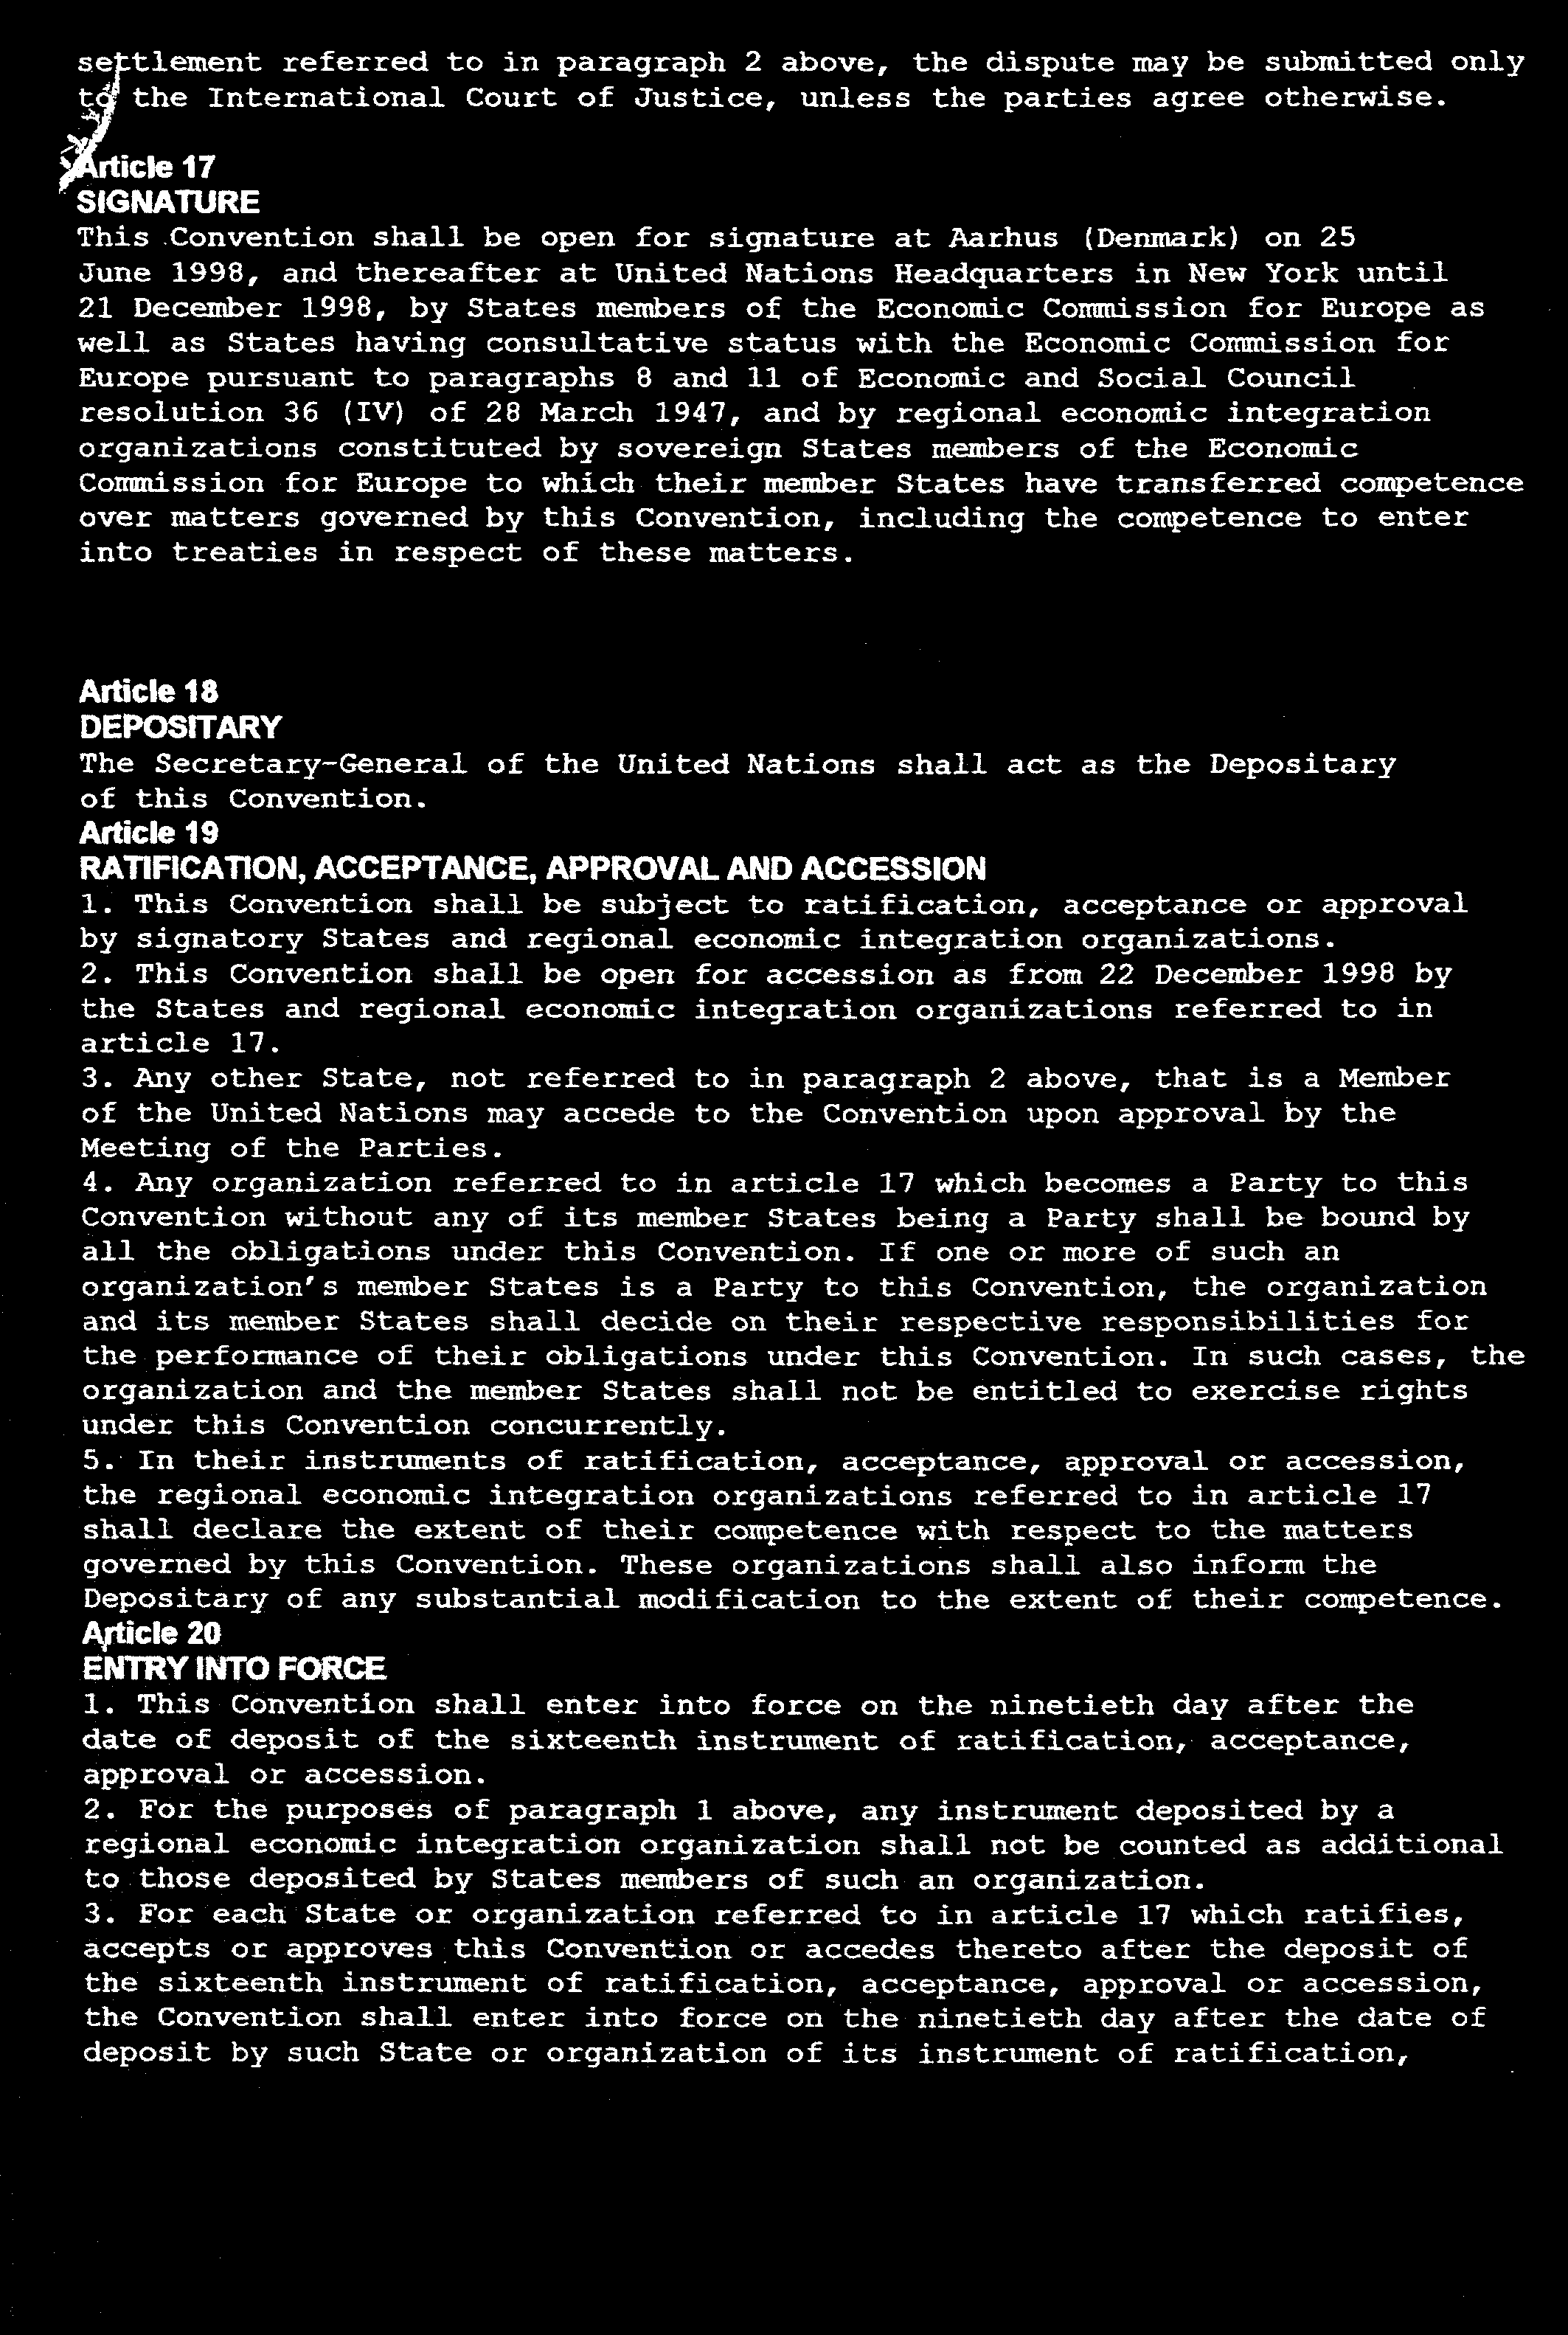 settlement referred to in paragraph 2 above, the dispute may be submitted only
to the International Court of Justice, unless the parties agree otherwise.
Article 17
SIGNATURE
This Convention shall be open for signature at Aarhus (Denmark) on 25
June 1998, and thereafter at United Nations Headquarters in New York until
21 December 1998, by States members of the Economic Commission for Europe as
well as States having consultative status with the Economic Commission for
Europe pursuant to paragraphs 8 and 11 of Economic and Social Council
resolution 36 (IV) of 28 March 1947, and by regional economic integration
organizations constituted by sovereign States members of the Economic
Commission for Europe to which their member States have transferred competence
over matters governed by this Convention, including the competence to enter
into treaties in respect of these matters.
Article 18
DEPOSITARY
The Secretary-General of the United Nations shall act as the Depositary
of this Convention.
Article 19
RATIFICATION, ACCEPTANCE, APPROVAL AND ACCESSION
1. This Convention shall be subject to ratification, acceptance or approval
by signatory States and regional economic integration organizations.
2. This Convention shall be open for accession as from 22 December 1998 by
the States and regional economic integration organizations referred to in
article 17.
3. Any other State, not referred to in paragraph 2 above, that is a Member
of the United Nations may accede to the Convention upon approval by the
Meeting of the Parties.
4. Any organization referred to in article 17 which becomes a Party to this
Convention without any of its member States being a Party shall be bound by
all the obligations under this Convention. If one or more of such an
organization's member States is a Party to this Convention, the organization
and its member States shall decide on their respective responsibilities for
the performance of their obligations under this Convention. In such cases, the
organization and the member States shall not be entitled to exercise rights
under this Convention concurrently.
5. In their instruments of ratification, acceptance, approval or accession,
the regional economic integration organizations referred to in article 17
shall declare the extent of their competence with respect to the matters
governed by this Convention. These organizations shall also inform the
Depositary of any substantial modification to the extent of their competence.
Article 20
ENTRY INTO FORCE
1. This Convention shall enter into force on the ninetieth day after the
date of deposit of the sixteenth instrument of ratification, acceptance,
approval or accession.
2. For the purposes of paragraph 1 above, any instrument deposited by a
regional economic integration organization shall not be counted as additional
to those deposited by States members of such an organization.
3. For each State or organization referred to in article 17 which ratifies,
accepts or approves this Convention or accedes thereto after the deposit of
the sixteenth instrument of ratification, acceptance, approval or accession,
the Convention shall enter into force on the ninetieth day after the date of
deposit by such State or organization of its instrument of ratification,